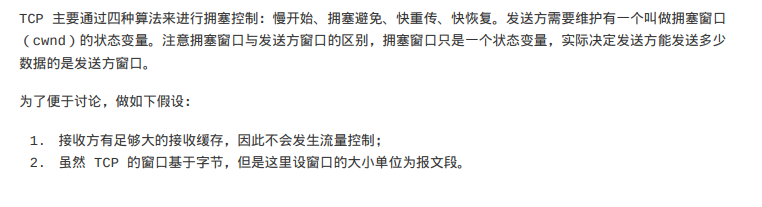 TCP 主要通过四种算法来进行拥塞控制：慢开始、拥塞避免、快重传、快恢复。发送方需要维护有一个叫做拥塞窗口
（cwnd）的状态变量。注意拥塞窗口与发送方窗口的区别，拥塞窗口只是一个状态变量，实际决定发送方能发送多少
数据的是发送方窗口。
为了便于讨论，做如下假设：
1. 接收方有足够大的接收缓存，因此不会发生流量控制；
2. 虽然 TCP 的窗口基于字节，但是这里设窗口的大小单位为报文段。